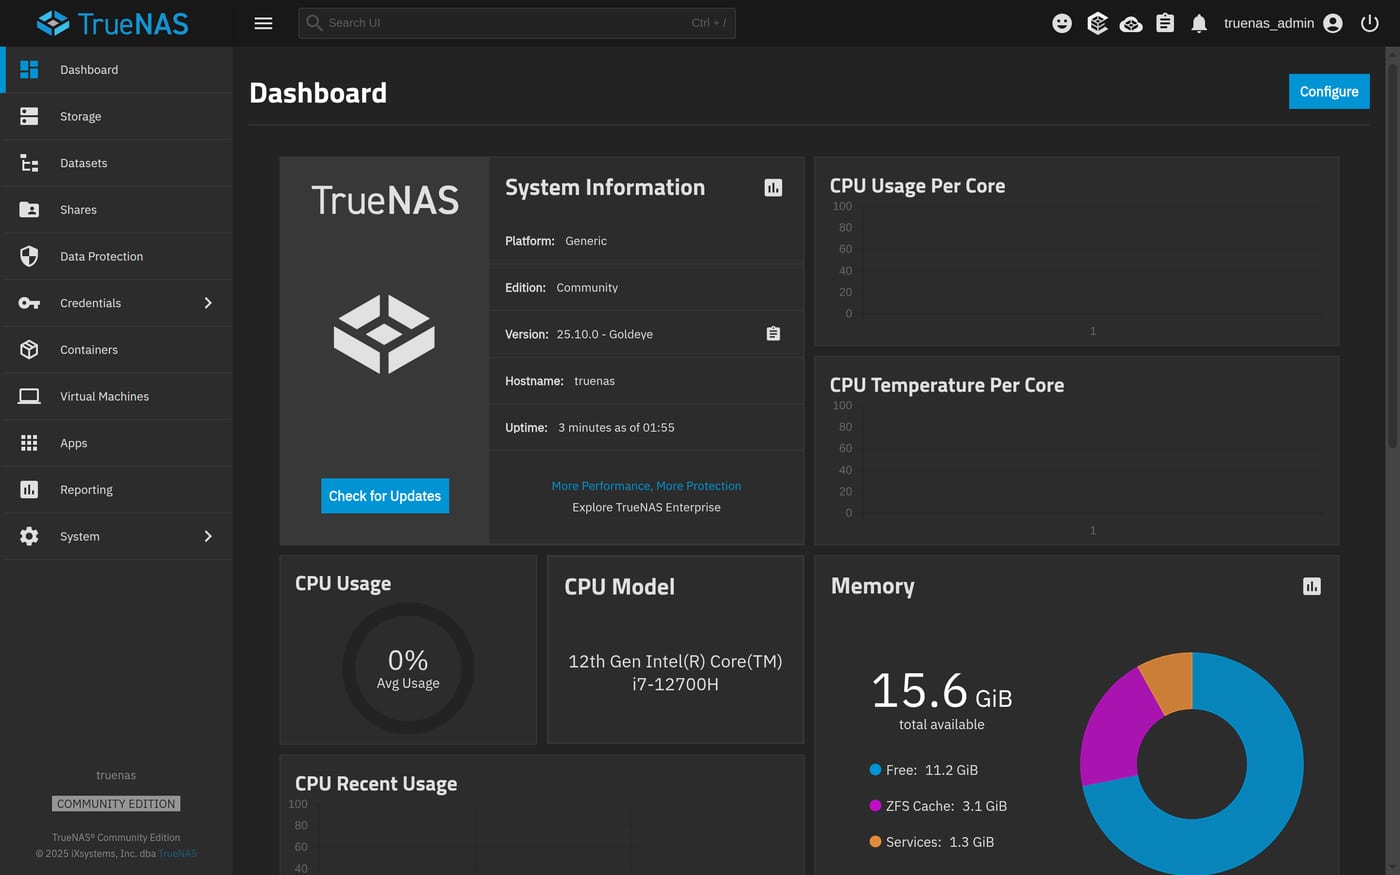 TrueNAS
Search UI
Ctrl + /
truenas_admin
Dashboard
Storage
Datasets
Shares
Data Protection
Credentials
Containers
Virtual Machines
Apps
Reporting
System
truenas
COMMUNITY EDITION
TrueNAS® Community Edition
© 2025 iXsystems, Inc. dba TrueNAS
Dashboard
Configure
TrueNAS
Check for Updates
System Information
Platform: Generic
Edition: Community
Version: 25.10.0 - Goldeye
Hostname: truenas
Uptime: 3 minutes as of 01:55
More Performance, More Protection
Explore TrueNAS Enterprise
CPU Usage Per Core
100
80
60
40
20
0
1
CPU Temperature Per Core
100
80
60
40
20
0
1
CPU Usage
0%
Avg Usage
CPU Model
12th Gen Intel(R) Core(TM)
i7-12700H
Memory
15.6 GiB
total available
Free: 11.2 GiB
ZFS Cache: 3.1 GiB
Services: 1.3 GiB
CPU Recent Usage
100
80
60
40